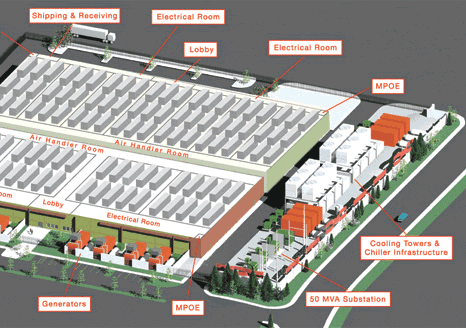 Shipping & Receiving
Electrical Room
Lobby
Electrical Room
MPOE
Air Handler Room
Air Handler Room
Lobby
Electrical Room
Cooling Towers &
Chiller Infrastructure
Generators
MPOE
50 MVA Substation